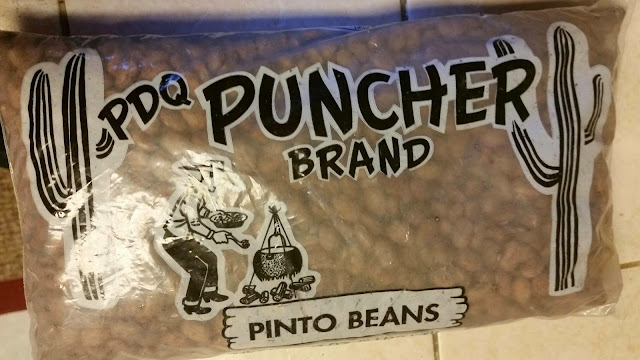 PDQ PUNCHER
BRAND
PINTO BEANS